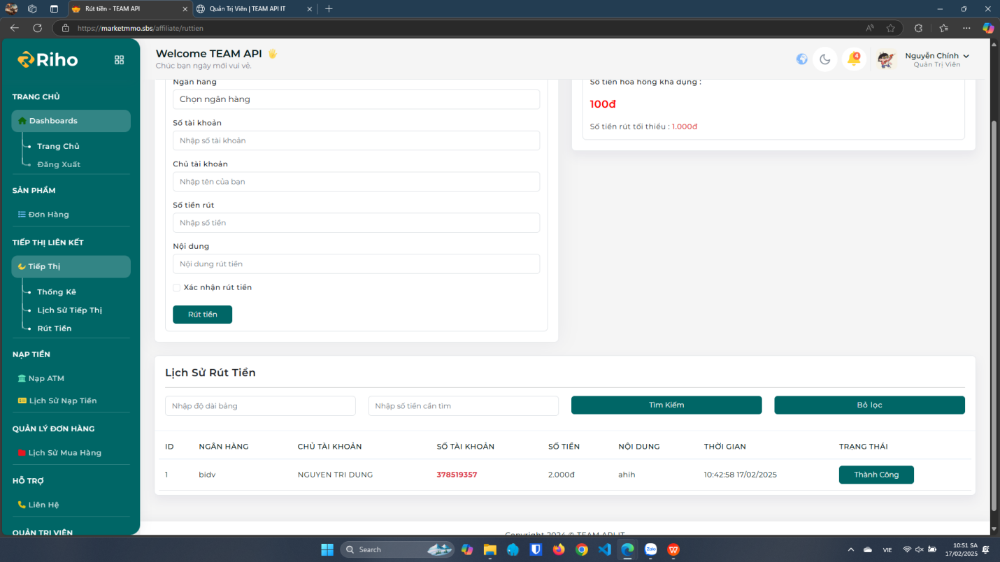 Rút tiền - TEAM API
Quản Trị Viên | TEAM API IT
https://marketmmo.sbs/affiliate/ruttien
Riho
TRANG CHỦ
Dashboards
Trang Chủ
Đăng Xuất
SẢN PHẨM
Đơn Hàng
TIẾP THỊ LIÊN KẾT
Tiếp Thị
Thống Kê
Lịch Sử Tiếp Thị
Rút Tiền
NẠP TIỀN
Nạp ATM
Lịch Sử Nạp Tiền
QUẢN LÝ ĐƠN HÀNG
Lịch Sử Mua Hàng
HỖ TRỢ
Liên Hệ
QUẢN TRỊ VIÊN
Welcome TEAM API
Chúc bạn ngày mới vui vẻ.
4
Nguyễn Chính
Quản Trị Viên
Ngân hàng
Chọn ngân hàng
Số tài khoản
Nhập số tài khoản
Chủ tài khoản
Nhập tên của bạn
Số tiền rút
Nhập số tiền
Nội dung
Nội dung rút tiền
Xác nhận rút tiền
Rút tiền
Số tiền hoa hồng khả dụng :
100đ
Số tiền rút tối thiểu : 1.000đ
Lịch Sử Rút Tiền
Nhập độ dài bảng
Nhập số tiền cần tìm
Tìm Kiếm
Bỏ lọc
ID NGÂN HÀNG CHỦ TÀI KHOẢN SỐ TÀI KHOẢN SỐ TIỀN NỘI DUNG THỜI GIAN TRẠNG THÁI
1 bidv NGUYEN TRI DUNG 378519357 2.000đ ahih 10:42:58 17/02/2025 Thành Công
Copyright 2024 © TEAM API IT
Search
Zalo
VIE
10:51 SA
17/02/2025